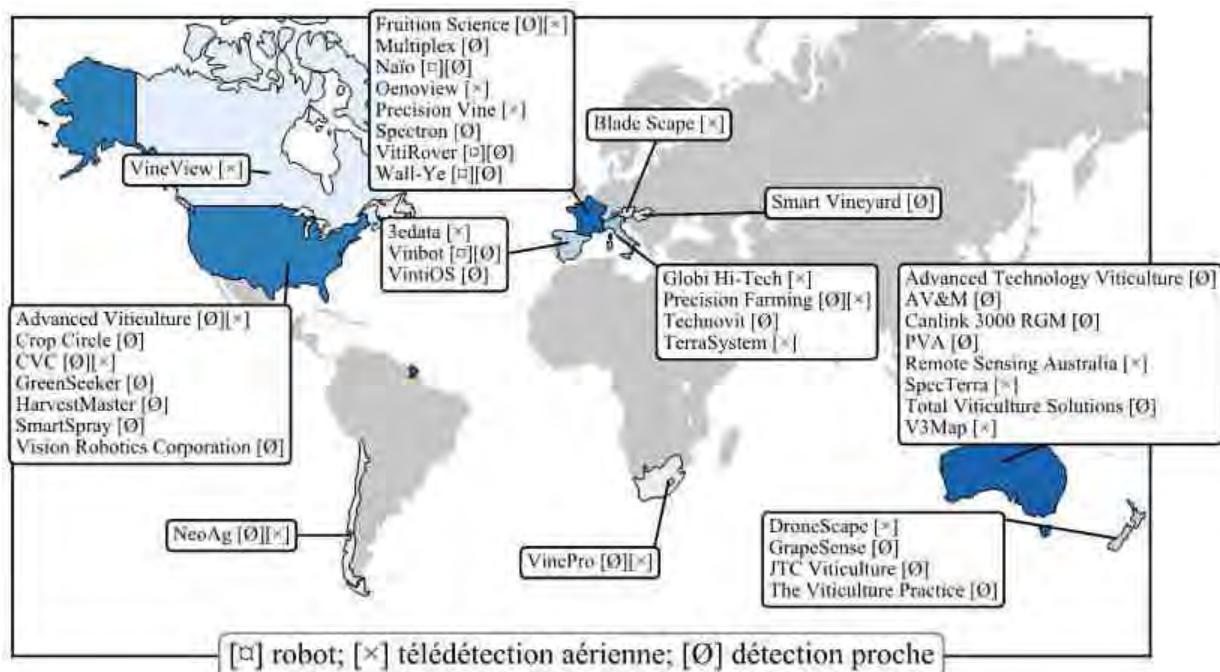 Fruition Science [Ø][×]
Multiplex [Ø]
Naïo [¤][Ø]
Oenoview [×]
Precision Vine [×]
Spectron [Ø]
VitiRover [¤][Ø]
Wall-Ye [¤][Ø]
Blade Scape [×]
VineView [×]
Smart Vineyard [Ø]
3edata [×]
Vinbot [¤][Ø]
VintiOS [Ø]
Globi Hi-Tech [×]
Precision Farming [Ø][×]
Technovit [Ø]
TerraSystem [×]
Advanced Technology Viticulture [Ø]
AV&M [Ø]
Canlink 3000 RGM [Ø]
PVA [Ø]
Remote Sensing Australia [×]
SpecTerra [×]
Total Viticulture Solutions [Ø]
V3Map [×]
Advanced Viticulture [Ø][×]
Crop Circle [Ø]
CVC [Ø][×]
GreenSeeker [Ø]
HarvestMaster [Ø]
SmartSpray [Ø]
Vision Robotics Corporation [Ø]
NeoAg [Ø][×]
VinePro [Ø][×]
DroneScape [×]
GrapeSense [Ø]
JTC Viticulture [Ø]
The Viticulture Practice [Ø]
[¤] robot; [×] télédétection aérienne; [Ø] détection proche